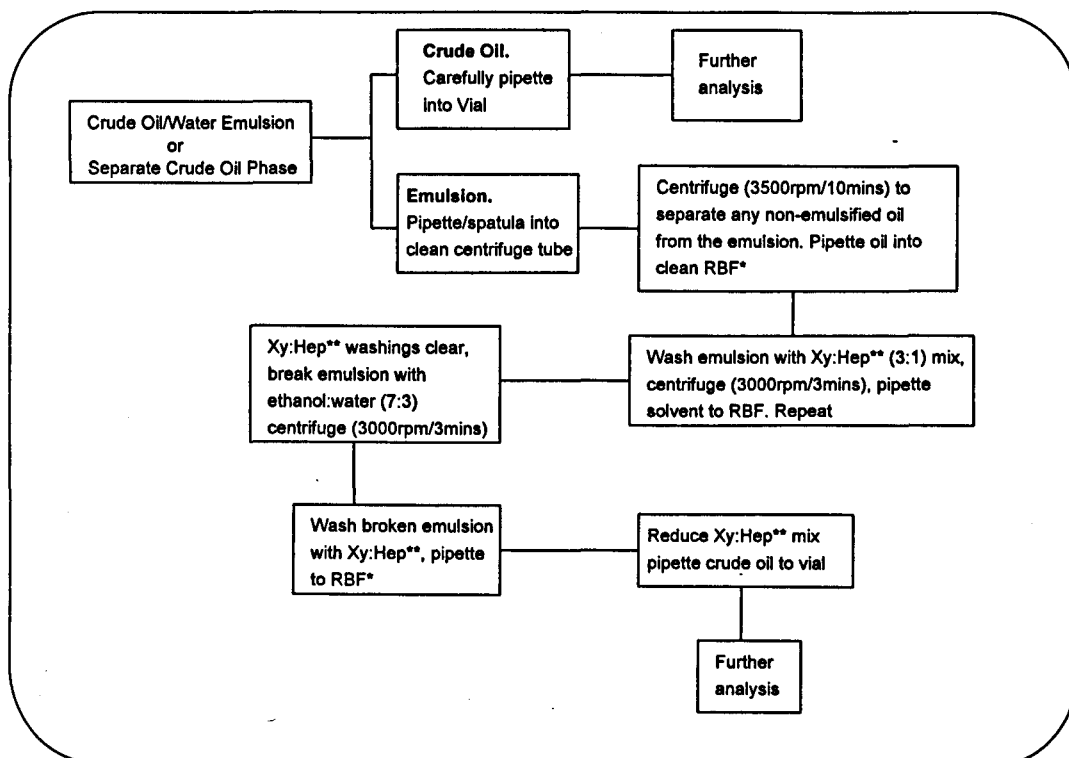 Crude Oil/Water Emulsion
or
Separate Crude Oil Phase
Crude Oil.
Carefully pipette
into Vial
Further
analysis
Emulsion.
Pipette/spatula into
clean centrifuge tube
Centrifuge (3500rpm/10mins) to
separate any non-emulsified oil
from the emulsion. Pipette oil into
clean RBF*
Wash emulsion with Xy:Hep** (3:1) mix,
centrifuge (3000rpm/3mins), pipette
solvent to RBF. Repeat
Xy:Hep** washings clear,
break emulsion with
ethanol:water (7:3)
centrifuge (3000rpm/3mins)
Wash broken emulsion
with Xy:Hep**, pipette
to RBF*
Reduce Xy:Hep** mix
pipette crude oil to vial
Further
analysis